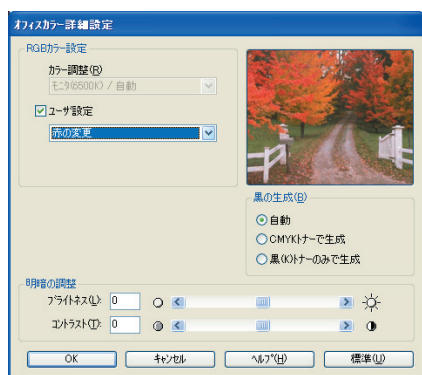 オフィスカラー詳細設定
RGBカラー設定
カラー調整(R)
モニタ(6500K) / 自動
ユーザ設定
赤の変更
黒の生成(B)
自動
CMYKトナーで生成
黒(K)トナーのみで生成
明暗の調整
ブライトネス(L): 0
コントラスト(T): 0
OK キャンセル ヘルプ(H) 標準(U)